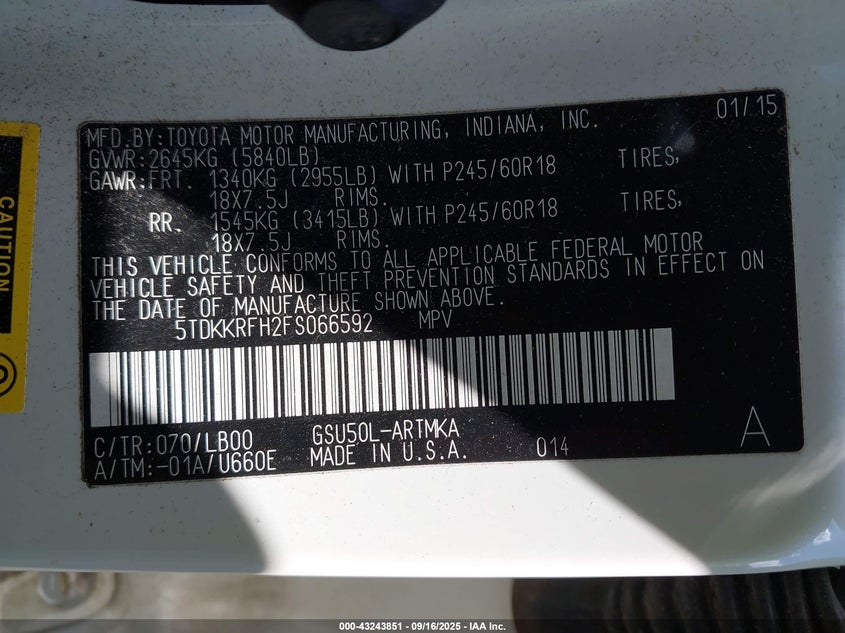 01/15
MFD.BY:TOYOTA MOTOR MANUFACTURING, INDIANA, INC.
GVWR:2645KG (5840LB)
GAWR:FRT. 1340KG (2955LB) WITH P245/60R18 TIRES,
18X7.5J RIMS.
RR. 1545KG (3415LB) WITH P245/60R18 TIRES,
18X7.5J RIMS.
THIS VEHICLE CONFORMS TO ALL APPLICABLE FEDERAL MOTOR
VEHICLE SAFETY AND THEFT PREVENTION STANDARDS IN EFFECT ON
THE DATE OF MANUFACTURE SHOWN ABOVE.
5TDKKRFH2FS066592 MPV
C/TR:070/LB00 GSU50L-ARTMKA
A/TM:-01A/U660E MADE IN U.S.A. 014 A
CAUTION
000-43243851 - 09/16/2025 - IAA Inc.